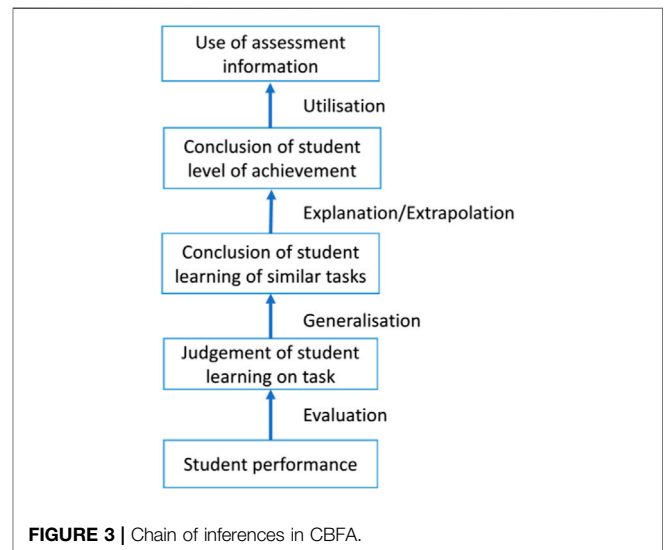 Use of assessment
information
Utilisation
Conclusion of student
level of achievement
Explanation/Extrapolation
Conclusion of student
learning of similar tasks
Generalisation
Judgement of student
learning on task
Evaluation
Student performance
FIGURE 3 | Chain of inferences in CBFA.